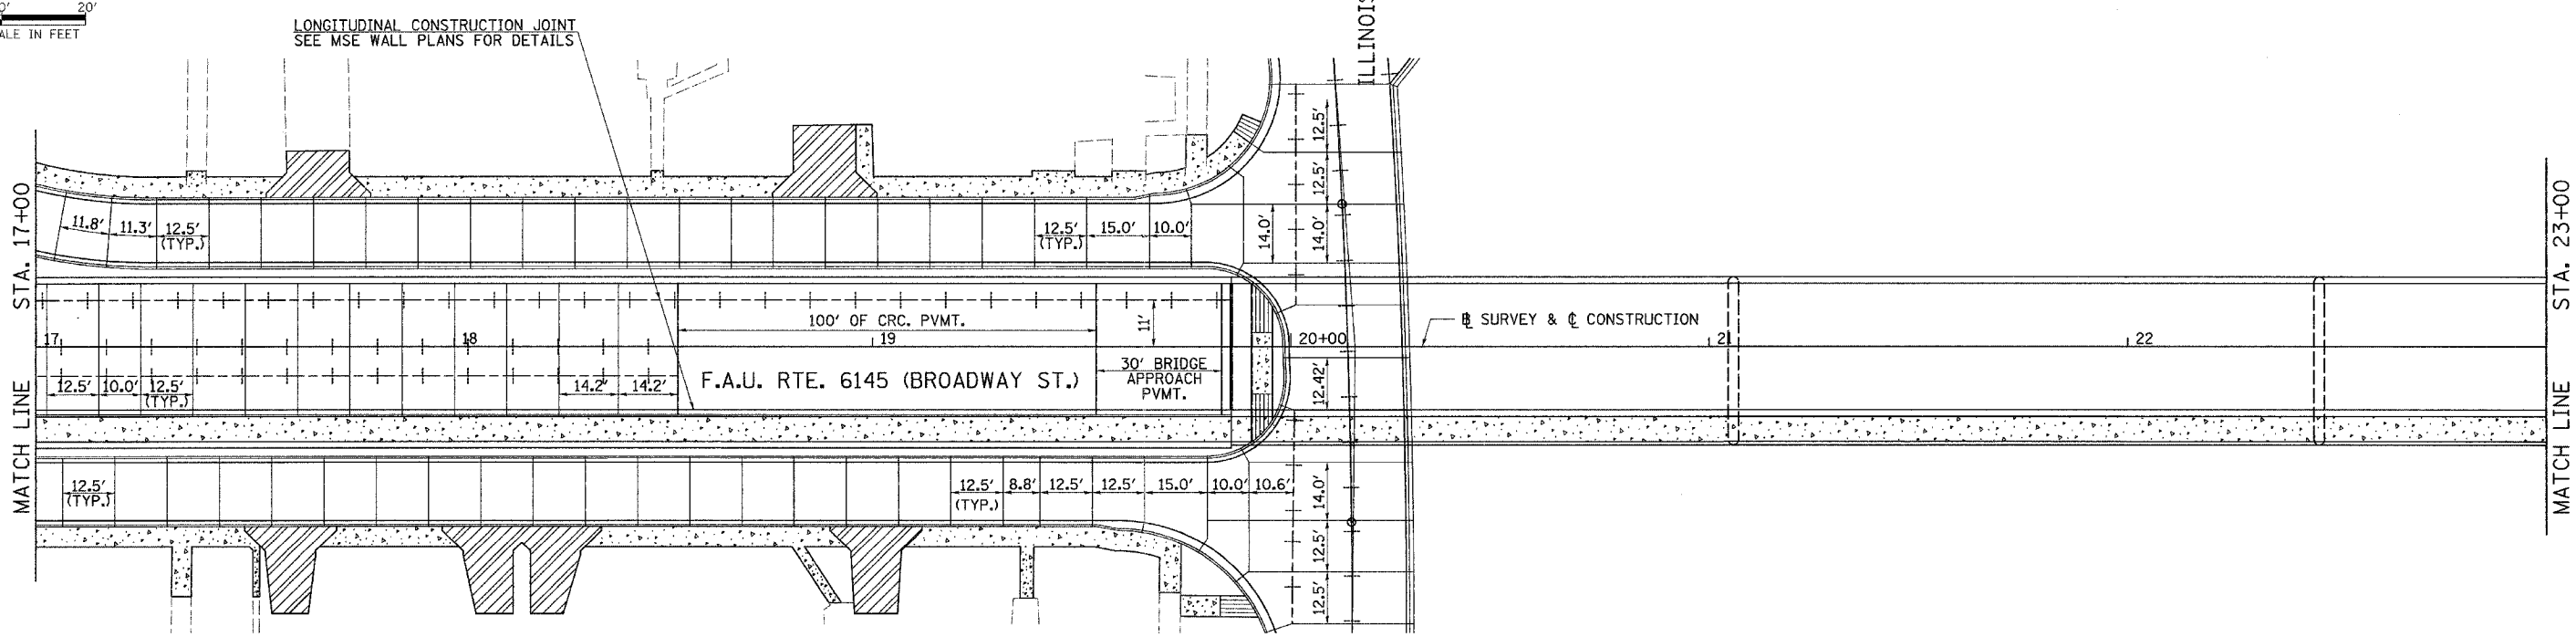 0' 20'
ALE IN FEET
LONGITUDINAL CONSTRUCTION JOINT
SEE MSE WALL PLANS FOR DETAILS
ILLINOIS
12.5'
12.5'
14.0'
14.0'
MATCH LINE STA. 17+00
11.8' 11.3' 12.5'
(TYP.)
12.5' 15.0' 10.0'
(TYP.)
100' OF CRC. PVMT.
11'
17 18 19 20+00 21 22
℄ SURVEY & ℄ CONSTRUCTION
12.5' 10.0' 12.5'
(TYP.)
14.2' 14.2'
F.A.U. RTE. 6145 (BROADWAY ST.)
30' BRIDGE
APPROACH
PVMT.
12.42'
12.5'
(TYP.)
12.5' 8.8' 12.5' 12.5' 15.0' 10.0' 10.6'
(TYP.)
14.0'
12.5'
12.5'
MATCH LINE STA. 23+00